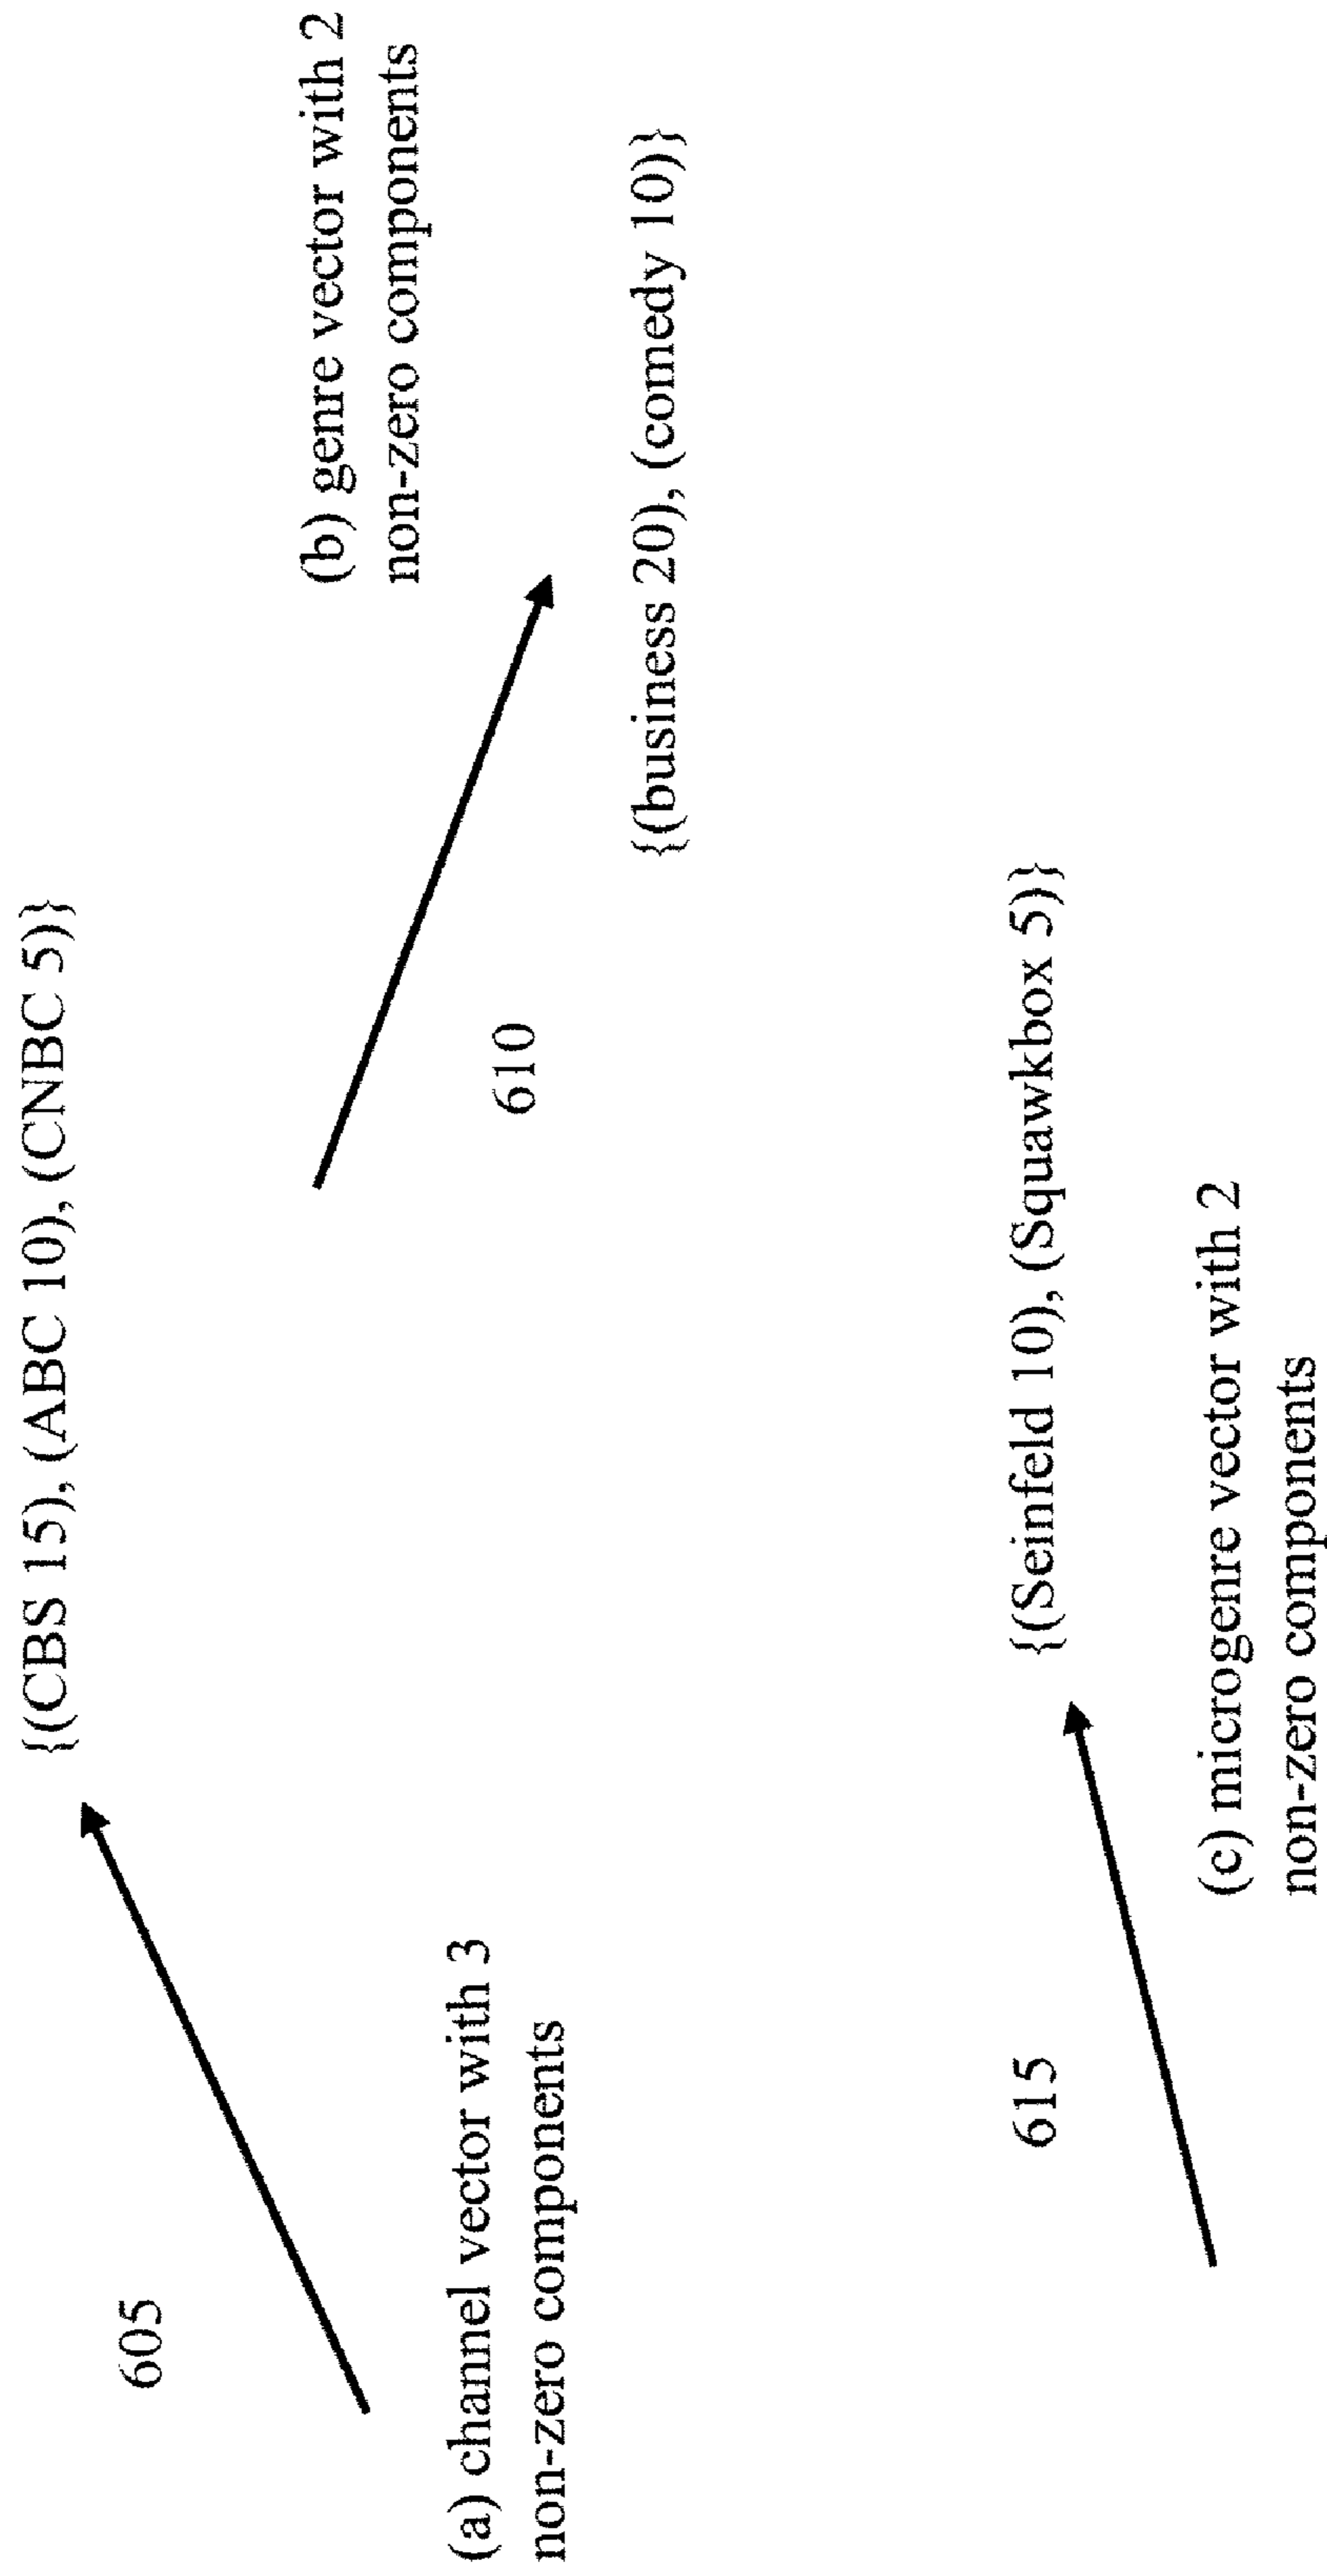 {(CBS 15), (ABC 10), (CNBC 5)}
605
(a) channel vector with 3
non-zero components
(b) genre vector with 2
non-zero components
610
{(business 20), (comedy 10)}
615
{(Seinfeld 10), (Squawkbox 5)}
(c) microgenre vector with 2
non-zero components